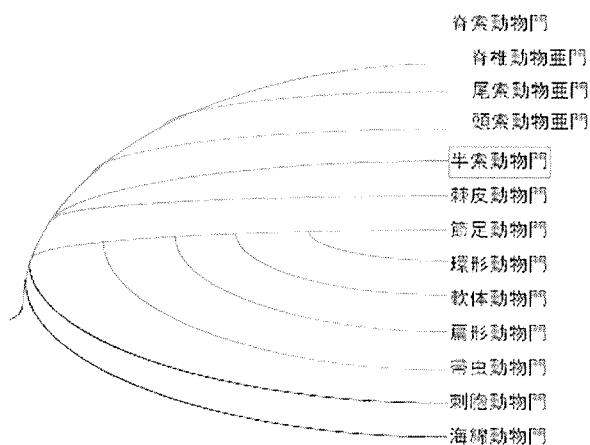 脊索動物門
脊椎動物亜門
尾索動物亜門
頭索動物亜門
半索動物門
棘皮動物門
節足動物門
環形動物門
軟体動物門
扁形動物門
帚虫動物門
刺胞動物門
海綿動物門